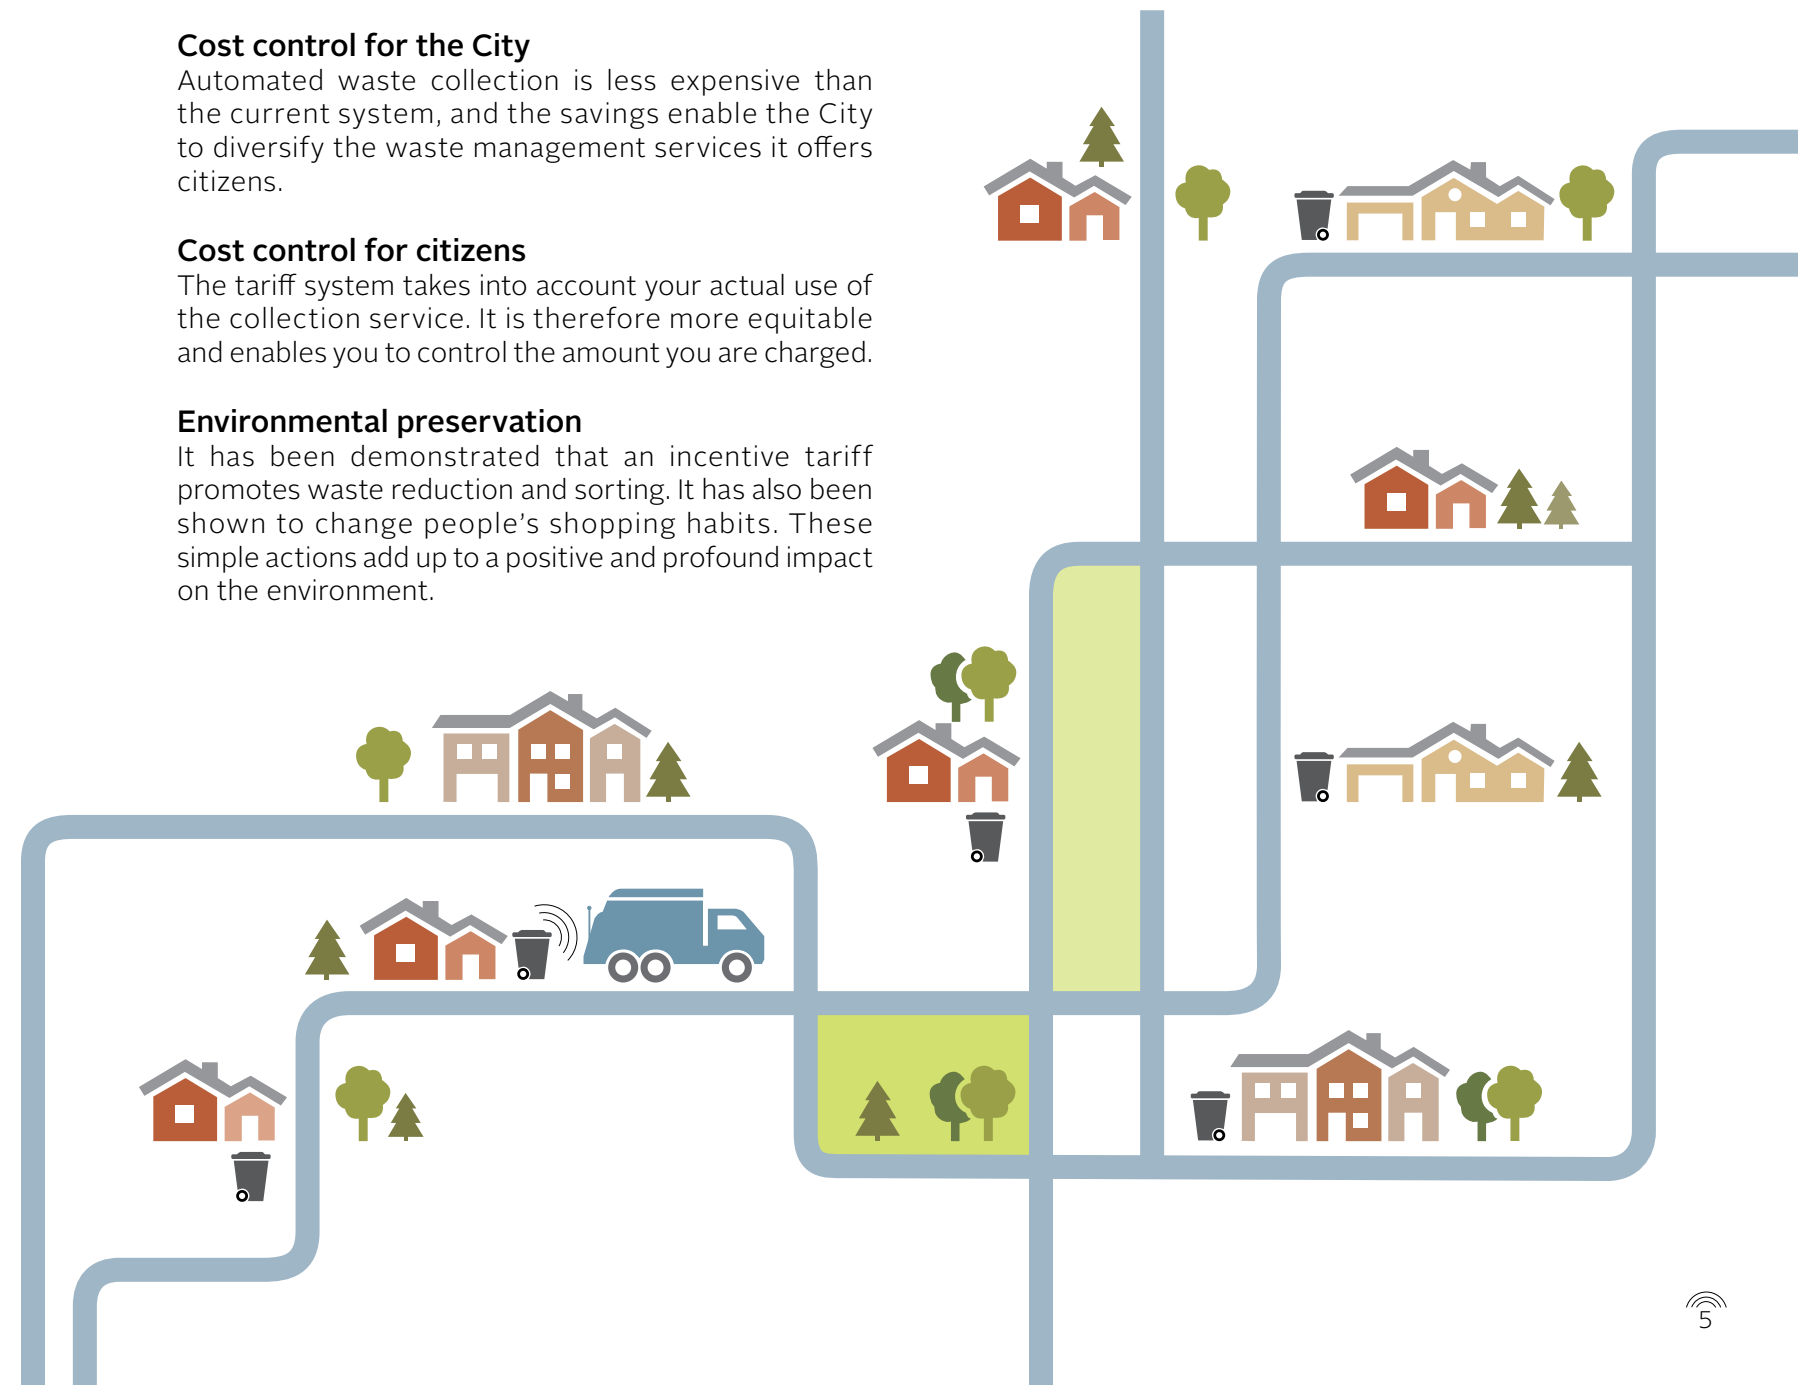 Cost control for the City
Automated waste collection is less expensive than
the current system, and the savings enable the City
to diversify the waste management services it offers
citizens.
Cost control for citizens
The tariff system takes into account your actual use of
the collection service. It is therefore more equitable
and enables you to control the amount you are charged.
Environmental preservation
It has been demonstrated that an incentive tariff
promotes waste reduction and sorting. It has also been
shown to change people’s shopping habits. These
simple actions add up to a positive and profound impact
on the environment.
5